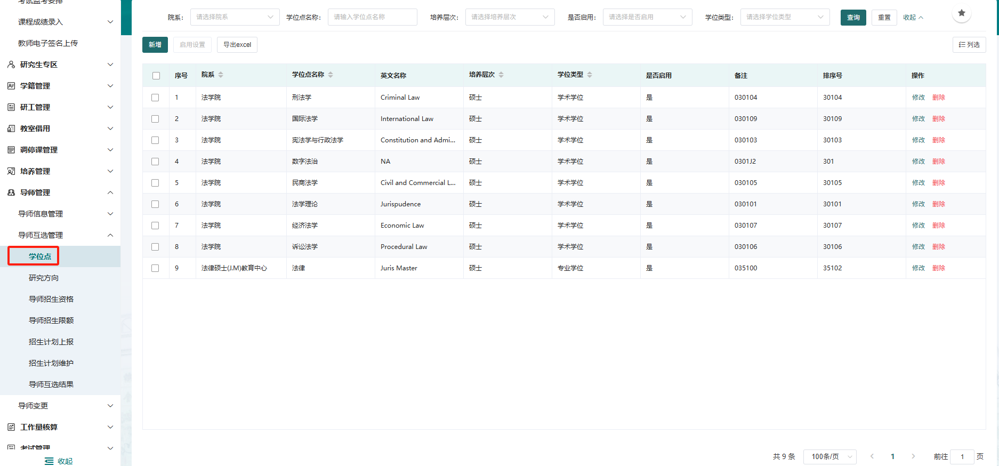 考试监考安排
课程成绩录入
教师电子签名上传
研究生专区
学籍管理
研工管理
教室借用
调停课管理
培养管理
导师管理
导师信息管理
导师互选管理
学位点
研究方向
导师招生资格
导师招生限额
招生计划上报
招生计划维护
导师互选结果
导师变更
工作量核算
考试管理
收起
院系： 请选择院系 学位点名称： 请输入学位点名称 培养层次： 请选择培养层次 是否启用： 请选择是否启用 学位类型： 请选择学位类型 查询 重置 收起
新增 启用设置 导出excel 列选
序号 院系 学位点名称 英文名称 培养层次 学位类型 是否启用 备注 排序号 操作
1 法学院 刑法学 Criminal Law 硕士 学术学位 是 030104 30104 修改 删除
2 法学院 国际法学 International Law 硕士 学术学位 是 030109 30109 修改 删除
3 法学院 宪法学与行政法学 Constitution and Admi... 硕士 学术学位 是 030103 30103 修改 删除
4 法学院 数字法治 NA 硕士 学术学位 是 0301J2 301 修改 删除
5 法学院 民商法学 Civil and Commercial L... 硕士 学术学位 是 030105 30105 修改 删除
6 法学院 法学理论 Jurispudence 硕士 学术学位 是 030101 30101 修改 删除
7 法学院 经济法学 Economic Law 硕士 学术学位 是 030107 30107 修改 删除
8 法学院 诉讼法学 Procedural Law 硕士 学术学位 是 030106 30106 修改 删除
9 法律硕士(J.M)教育中心 法律 Juris Master 硕士 专业学位 是 035100 35102 修改 删除
共 9 条 100条/页 1 前往 1 页